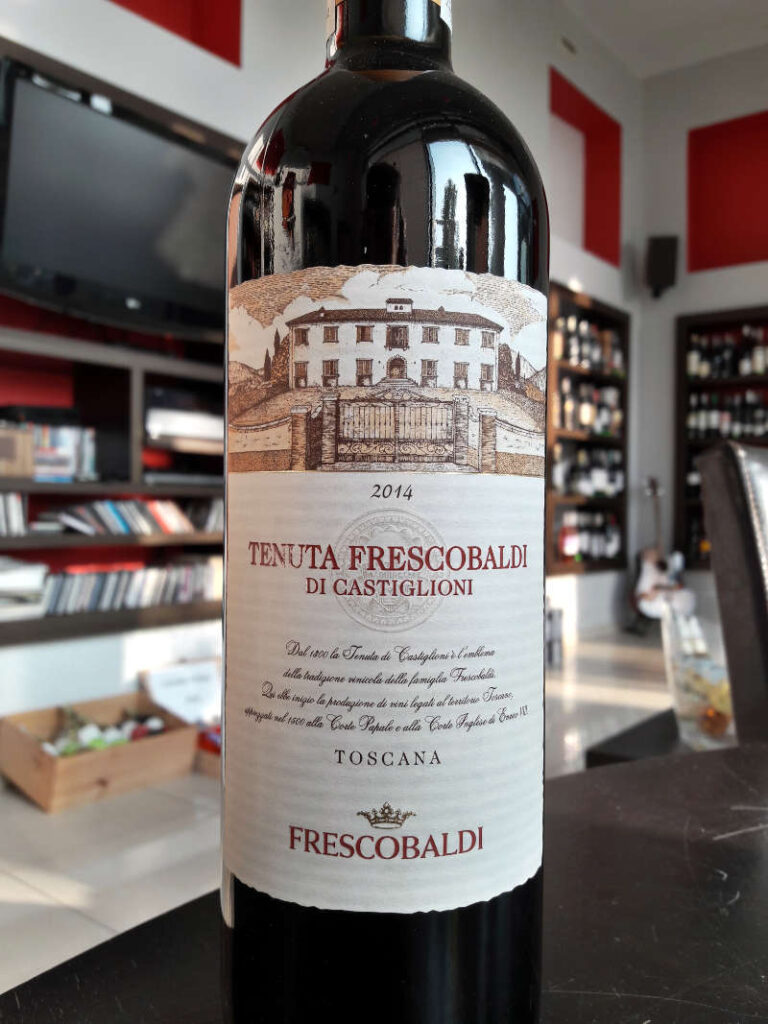 2014
TENUTA FRESCOBALDI
DI CASTIGLIONI
Dal 1200 la Tenuta di Castiglioni è l'emblema
della tradizione vinicola della famiglia Frescobaldi.
Qui ebbe inizio la produzione di vini legati al territorio Toscano,
apprezzati nel 1500 alla Corte Papale e alla Corte Inglese di Enrico VIII.
TOSCANA
FRESCOBALDI